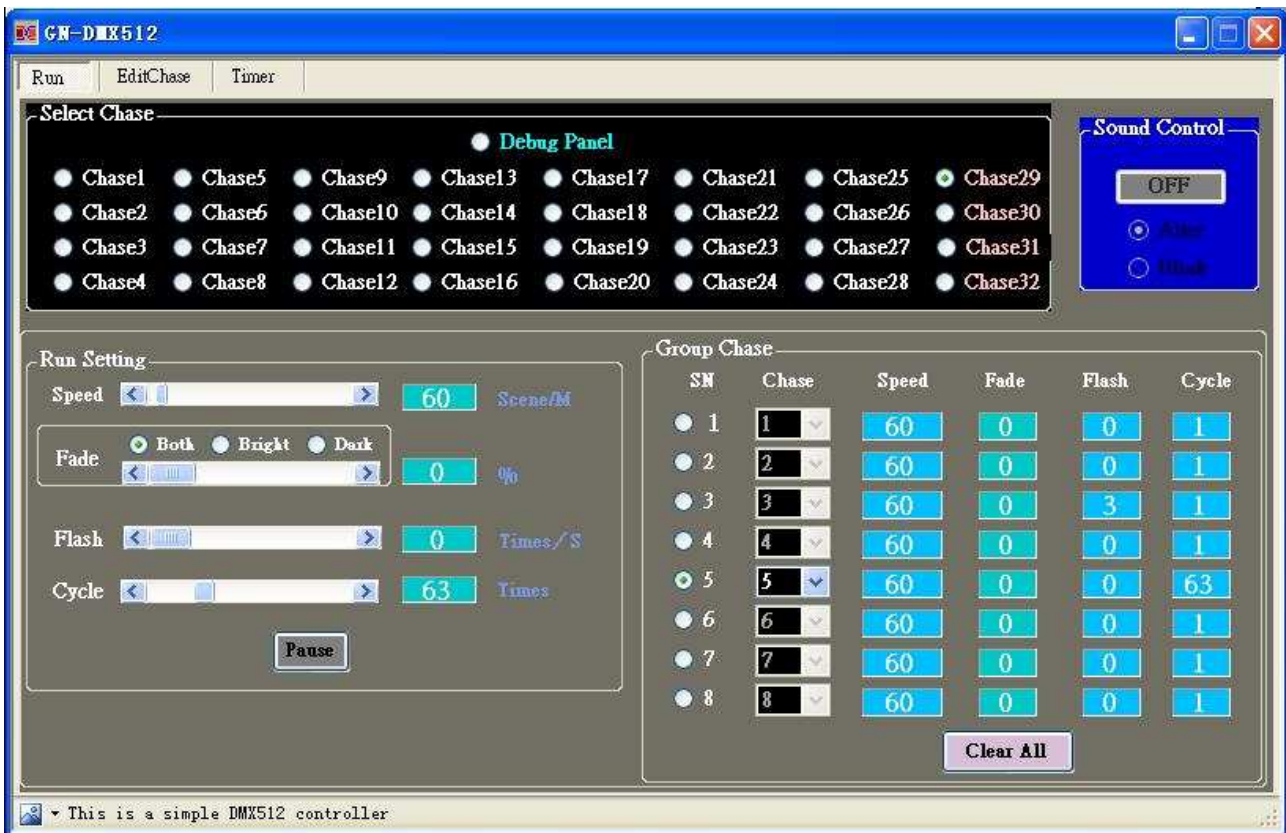 GN-DMX512
Run EditChase Timer
Select Chase
Debug Panel
Chase1 Chase5 Chase9 Chase13 Chase17 Chase21 Chase25 Chase29
Chase2 Chase6 Chase10 Chase14 Chase18 Chase22 Chase26 Chase30
Chase3 Chase7 Chase11 Chase15 Chase19 Chase23 Chase27 Chase31
Chase4 Chase8 Chase12 Chase16 Chase20 Chase24 Chase28 Chase32
Sound Control
OFF
Run Setting
Speed 60 Scene/M
Both Bright Dark
Fade 0 %
Flash 0 Times/S
Cycle 63 Times
Pause
Group Chase
SN Chase Speed Fade Flash Cycle
1 1 60 0 0 1
2 2 60 0 0 1
3 3 60 0 3 1
4 4 60 0 0 1
5 5 60 0 0 63
6 6 60 0 0 1
7 7 60 0 0 1
8 8 60 0 0 1
Clear All
This is a simple DMX512 controller